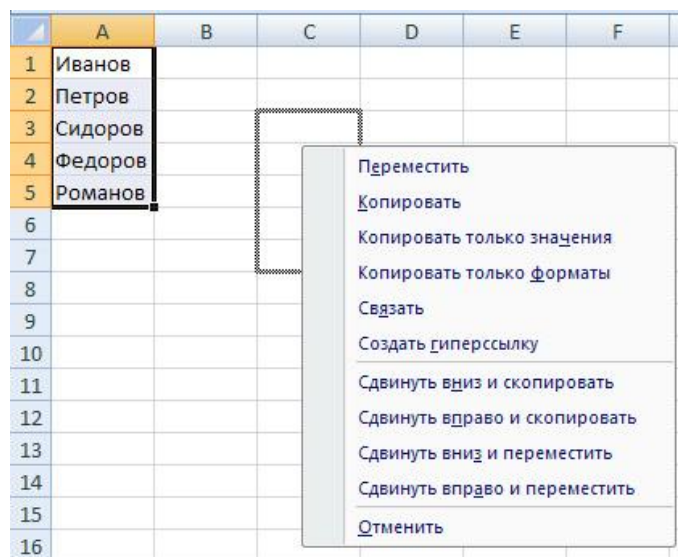 A B C D E F
1 Иванов
2 Петров
3 Сидоров
4 Федоров
5 Романов
6
7
8
9
10
11
12
13
14
15
16
Переместить
Копировать
Копировать только значения
Копировать только форматы
Связать
Создать гиперссылку
Сдвинуть вниз и скопировать
Сдвинуть вправо и скопировать
Сдвинуть вниз и переместить
Сдвинуть вправо и переместить
Отменить